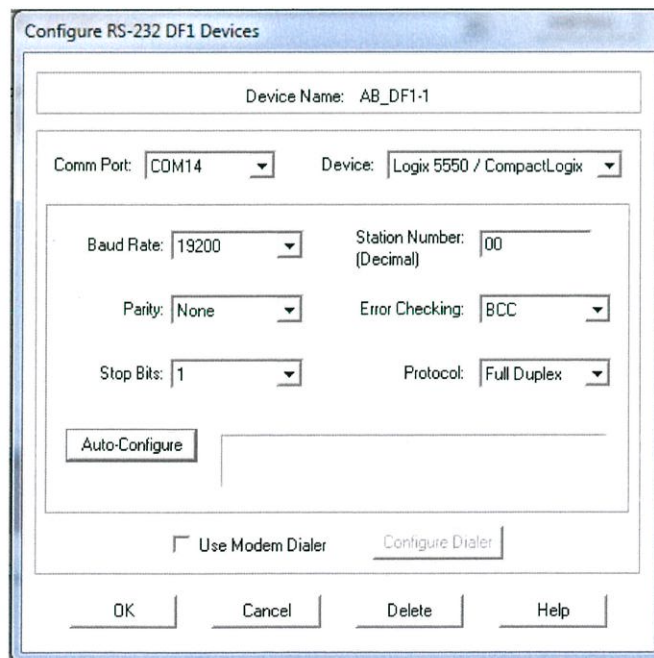 Configure RS-232 DF1 Devices
Device Name: AB_DF1-1
Comm Port: COM14 Device: Logix 5550 / CompactLogix
Baud Rate: 19200 Station Number: 00
(Decimal)
Parity: None Error Checking: BCC
Stop Bits: 1 Protocol: Full Duplex
Auto-Configure
Use Modem Dialer Configure Dialer
OK Cancel Delete Help